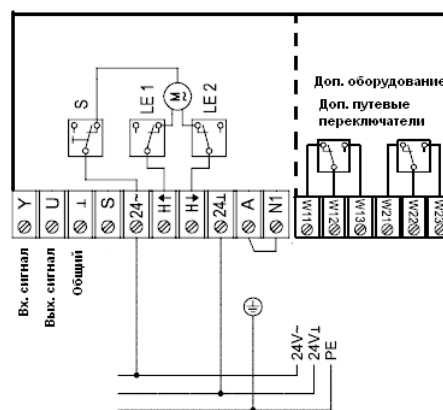 Доп. оборудование
Доп. путевые
переключатели
S
LE 1
LE 2
M~
Y
U
⊥
S
24~
H↑
H↓
24⊥
A
N1
W11
W12
W13
W21
W22
W23
Вх. сигнал
Вых. сигнал
Общий
24V~
24V⊥
PE